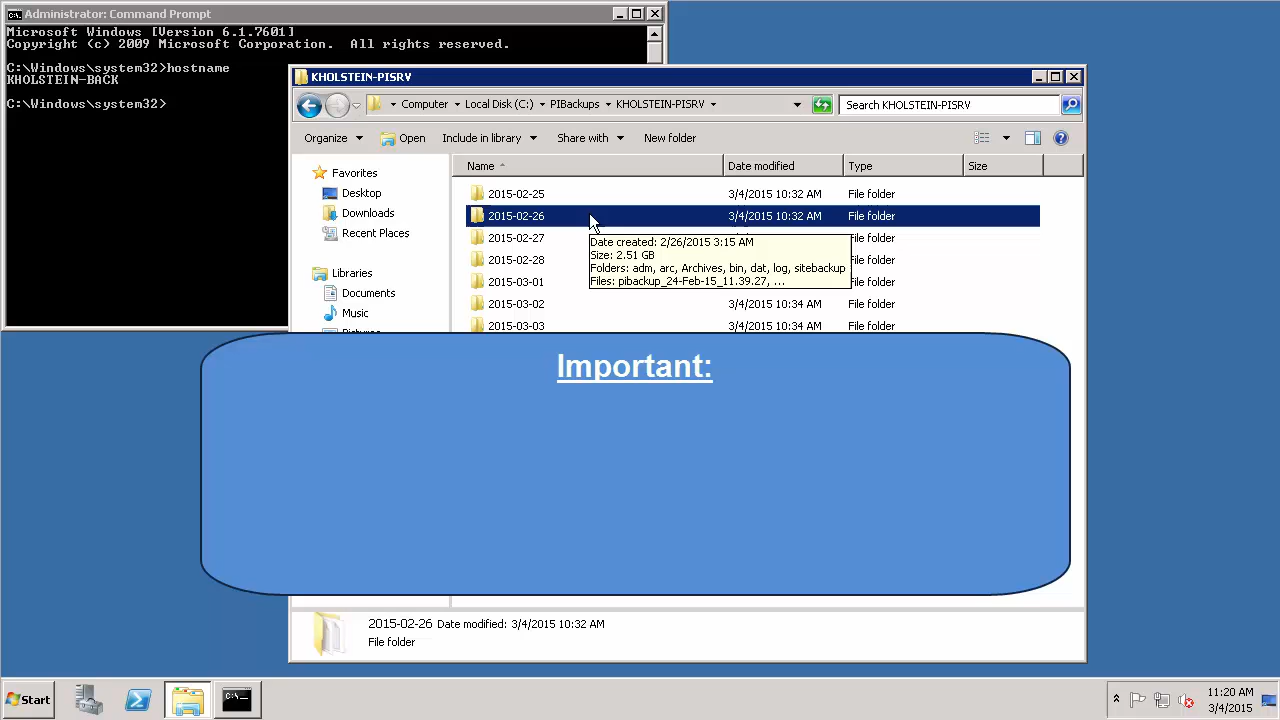 Administrator: Command Prompt
Microsoft Windows [Version 6.1.7601]
Copyright (c) 2009 Microsoft Corporation.  All rights reserved.
C:\Windows\system32>hostname
KHOLSTEIN-BACK
C:\Windows\system32>
KHOLSTEIN-PISRV
Computer Local Disk (C:) PIBackups KHOLSTEIN-PISRV
Search KHOLSTEIN-PISRV
Organize Open Include in library Share with New folder
Name Date modified Type Size
Favorites
Desktop
Downloads
Recent Places
Libraries
Documents
Music
2015-02-25 3/4/2015 10:32 AM File folder
2015-02-26 3/4/2015 10:32 AM File folder
2015-02-27 File folder
2015-02-28 File folder
2015-03-01 File folder
2015-03-02 3/4/2015 10:34 AM File folder
2015-03-03 3/4/2015 10:34 AM File folder
Date created: 2/26/2015 3:15 AM
Size: 2.51 GB
Folders: adm, arc, Archives, bin, dat, log, sitebackup
Files: pibackup_24-Feb-15_11.39.27, ...
Important:
2015-02-26 Date modified: 3/4/2015 10:32 AM
File folder
Start
C:\_
11:20 AM
3/4/2015